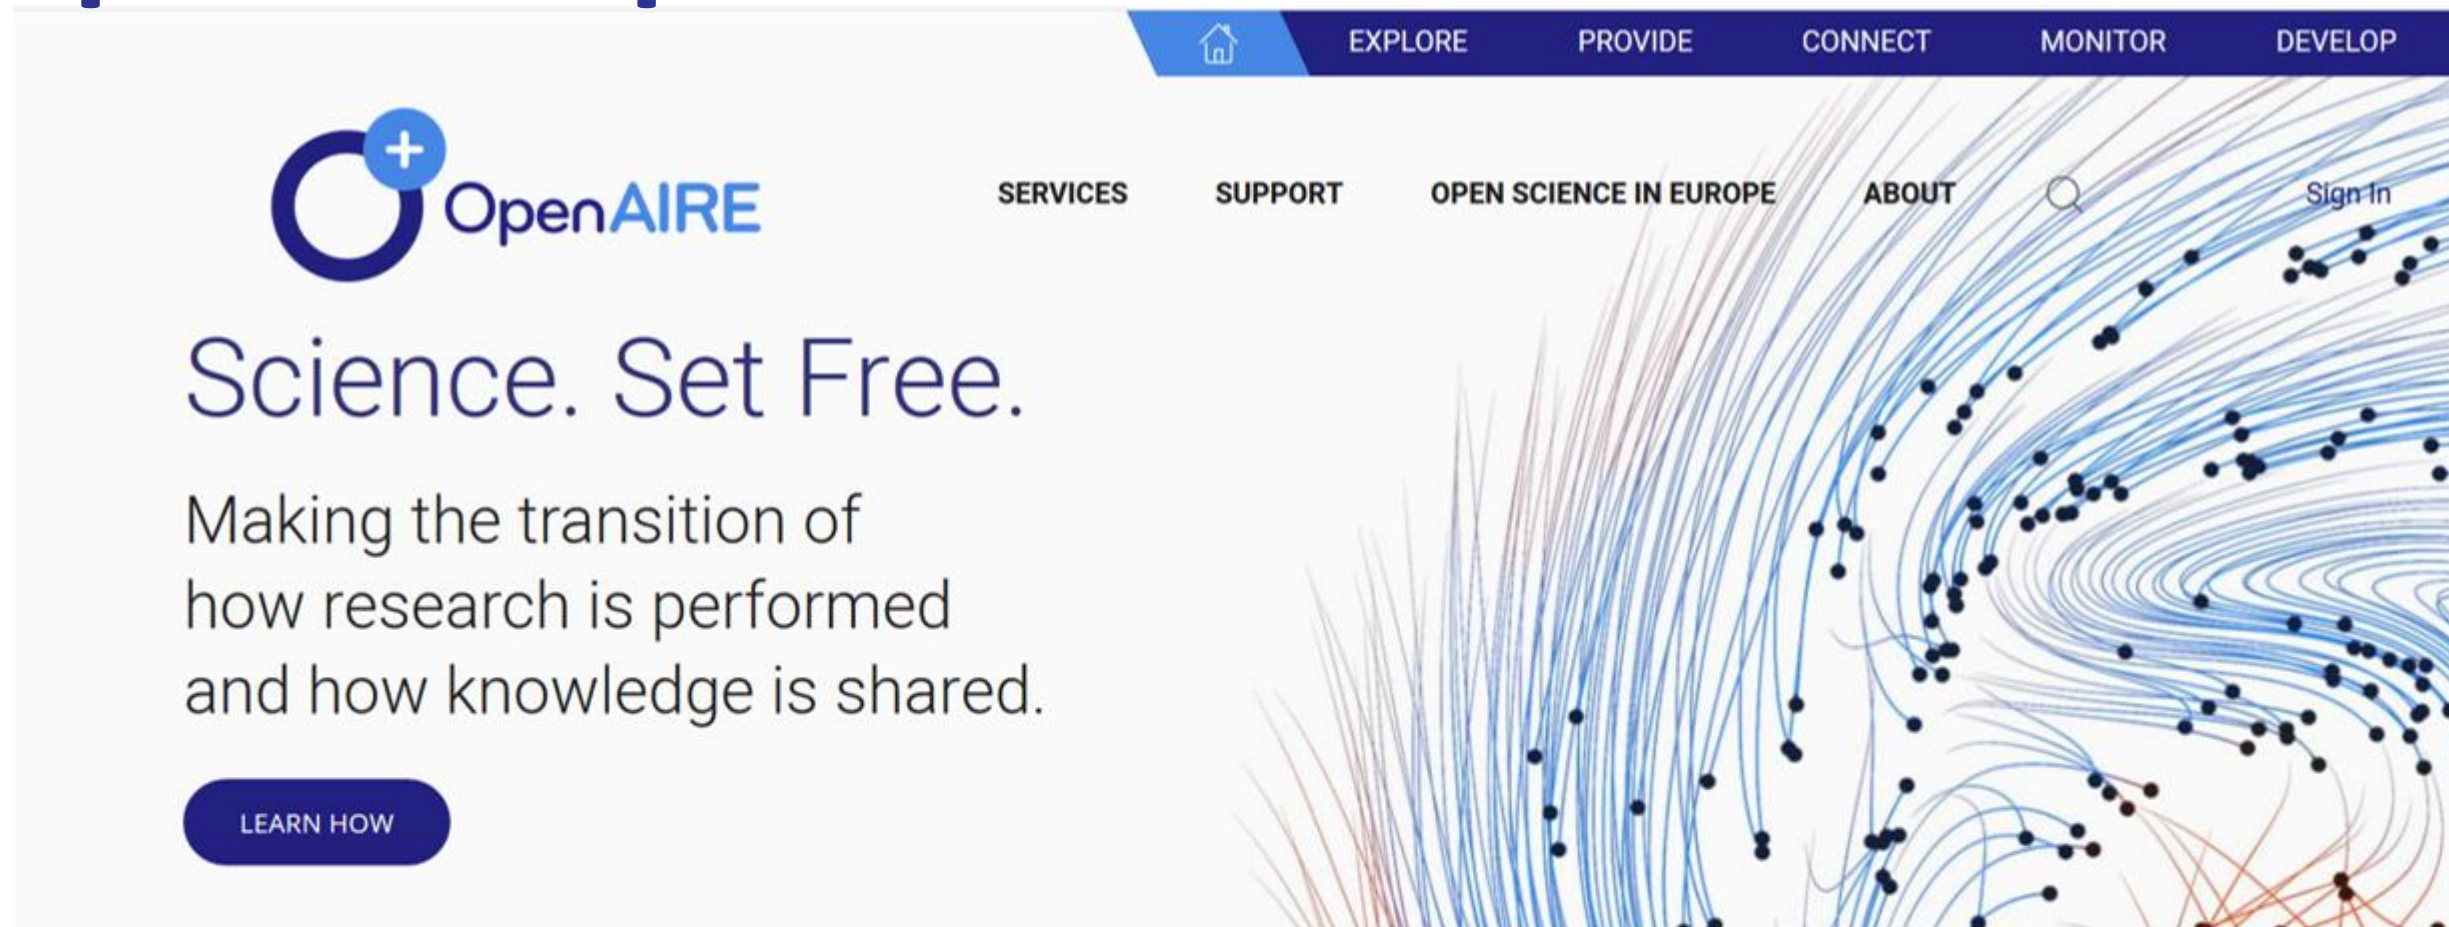 EXPLORE PROVIDE CONNECT MONITOR DEVELOP
OpenAIRE
SERVICES SUPPORT OPEN SCIENCE IN EUROPE ABOUT Sign In
Science. Set Free.
Making the transition of
how research is performed
and how knowledge is shared.
LEARN HOW